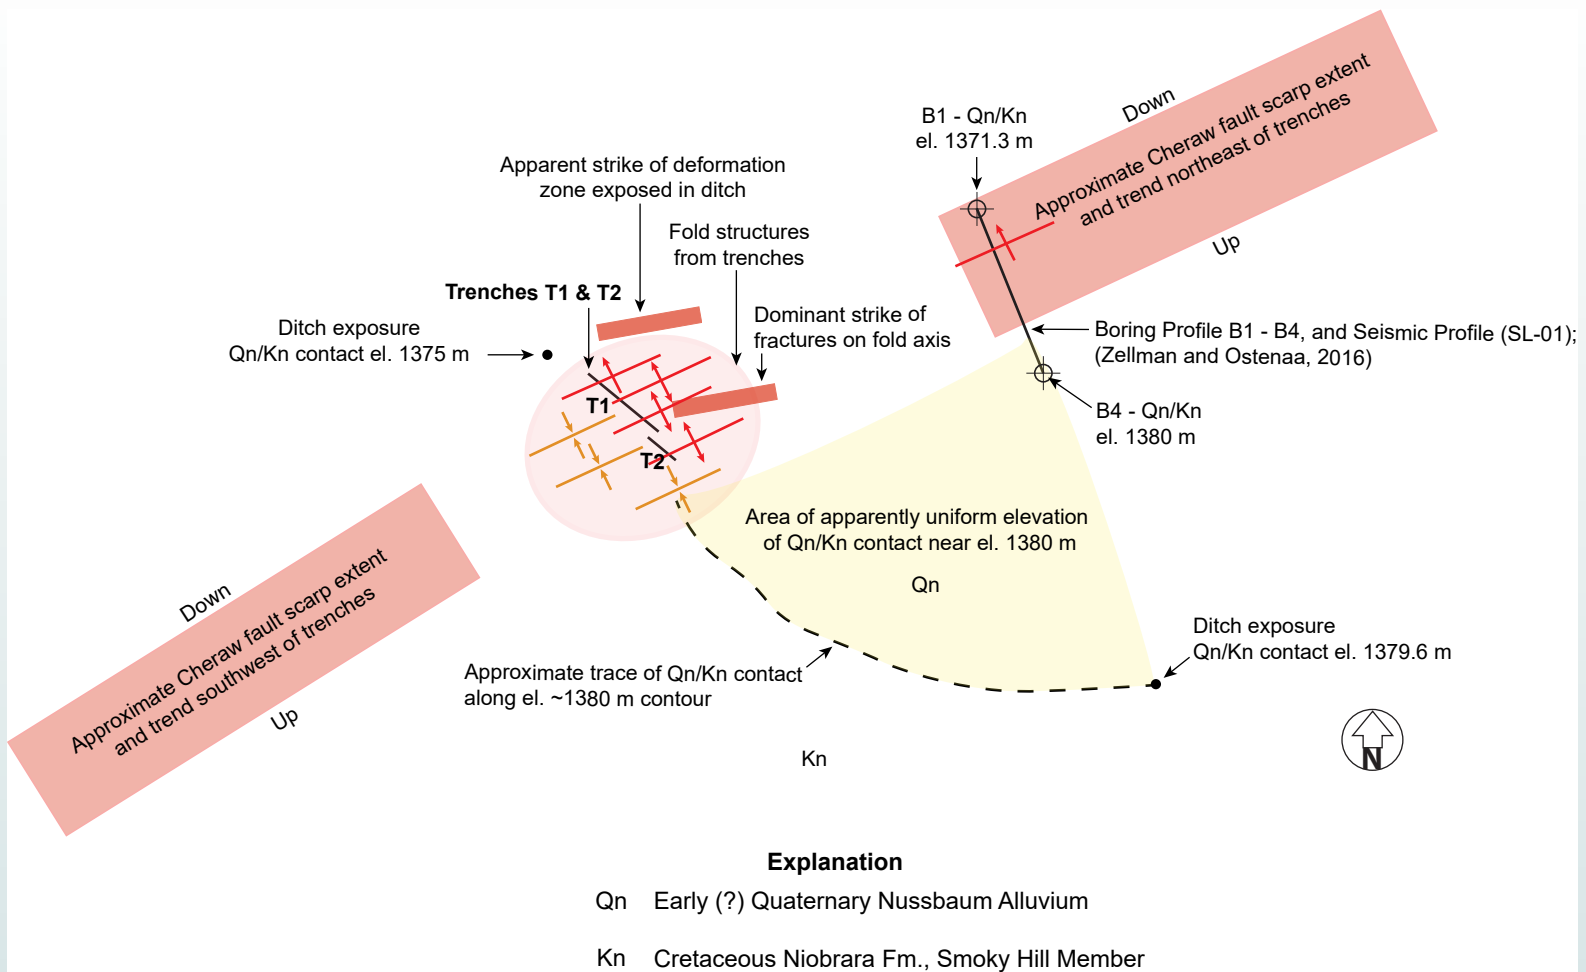 Down
Approximate Cheraw fault scarp extent
and trend northeast of trenches
Up
B1 - Qn/Kn
el. 1371.3 m
Apparent strike of deformation
zone exposed in ditch
Fold structures
from trenches
Trenches T1 & T2
Dominant strike of
fractures on fold axis
Ditch exposure
Qn/Kn contact el. 1375 m
Boring Profile B1 - B4, and Seismic Profile (SL-01);
(Zellman and Ostenaa, 2016)
T1
T2
B4 - Qn/Kn
el. 1380 m
Area of apparently uniform elevation
of Qn/Kn contact near el. 1380 m
Qn
Down
Approximate Cheraw fault scarp extent
and trend southwest of trenches
Up
Ditch exposure
Qn/Kn contact el. 1379.6 m
Approximate trace of Qn/Kn contact
along el. ~1380 m contour
Kn
N
Explanation
Qn Early (?) Quaternary Nussbaum Alluvium
Kn Cretaceous Niobrara Fm., Smoky Hill Member